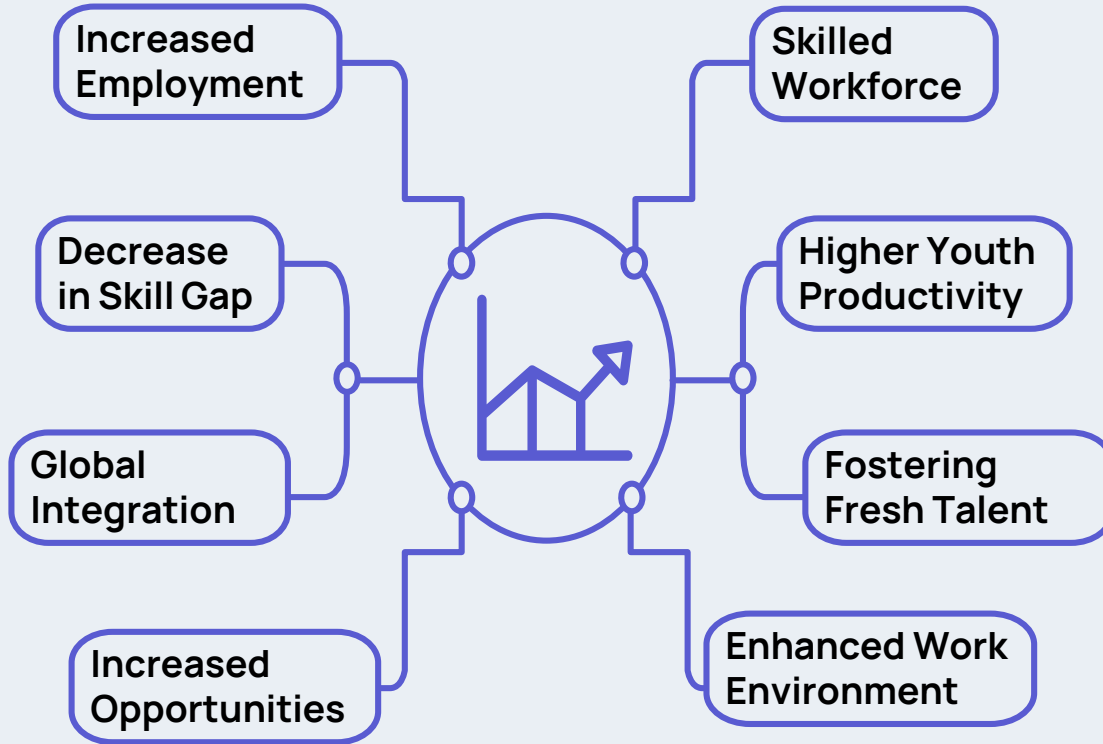 Increased
Employment
Skilled
Workforce
Decrease
in Skill Gap
Higher Youth
Productivity
Global
Integration
Fostering
Fresh Talent
Increased
Opportunities
Enhanced Work
Environment